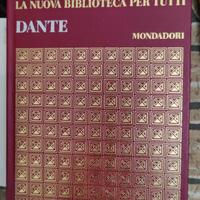 LA NUOVA BIBLIOTECA PER TUTTI
DANTE
MONDADORI